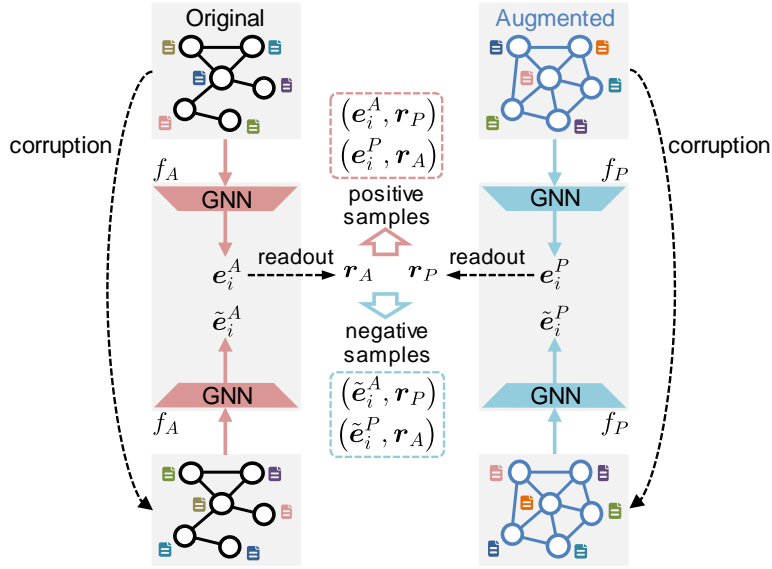 Original
Augmented
corruption
corruption
(e_i^A, r_P)
(e_i^P, r_A)
f_A
f_P
GNN
GNN
positive
samples
e_i^A
readout
r_A
r_P
readout
e_i^P
ẽ_i^A
ẽ_i^P
negative
samples
GNN
GNN
(ẽ_i^A, r_P)
(ẽ_i^P, r_A)
f_A
f_P